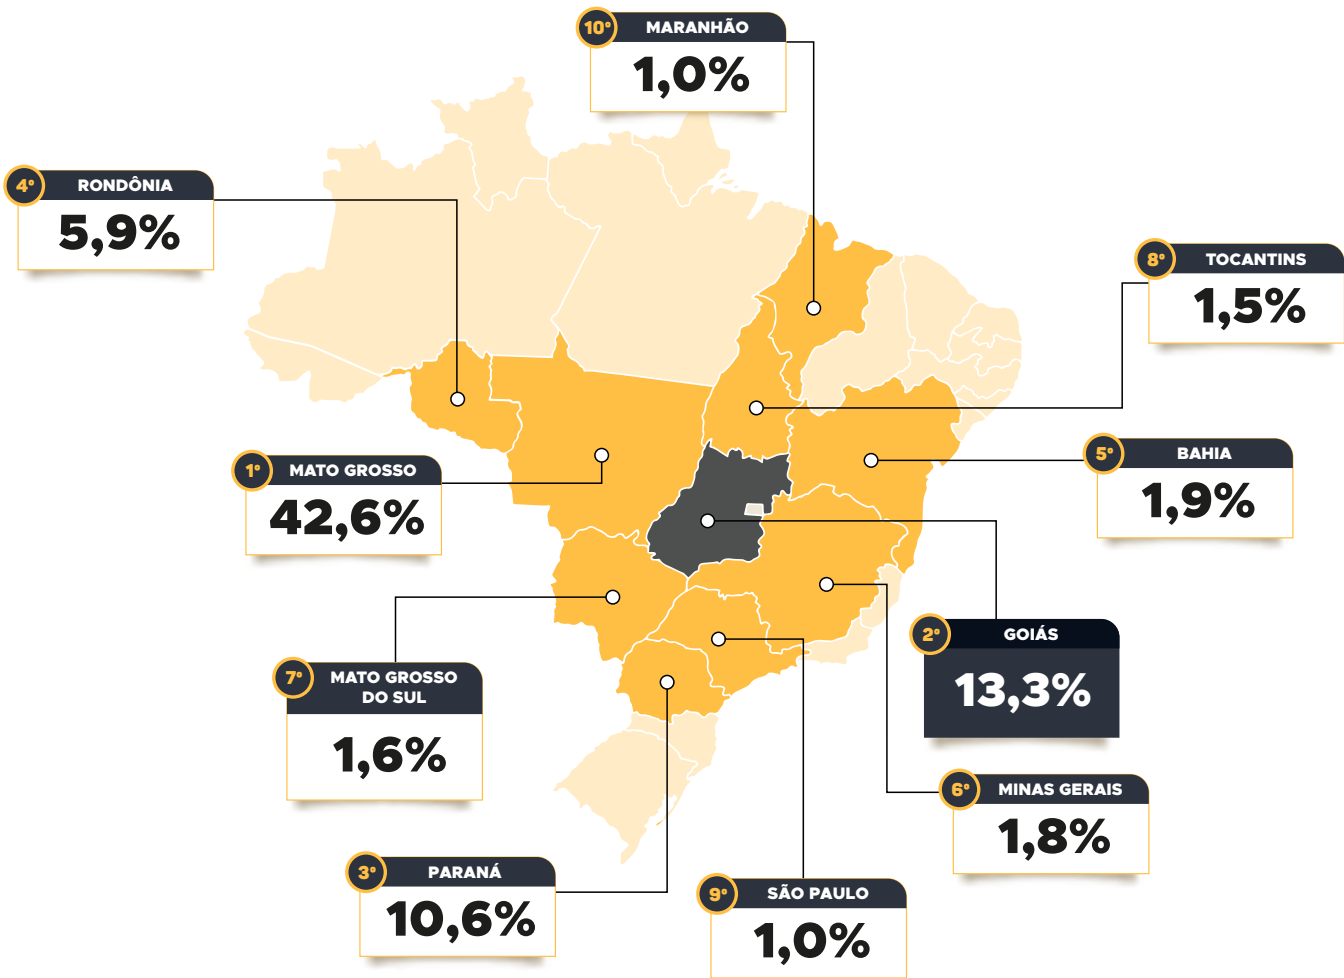 10º
MARANHÃO
1,0%
4º
RONDÔNIA
5,9%
8º
TOCANTINS
1,5%
1º
MATO GROSSO
42,6%
5º
BAHIA
1,9%
2º
GOIÁS
13,3%
7º
MATO GROSSO
DO SUL
1,6%
6º
MINAS GERAIS
1,8%
3º
PARANÁ
10,6%
9º
SÃO PAULO
1,0%